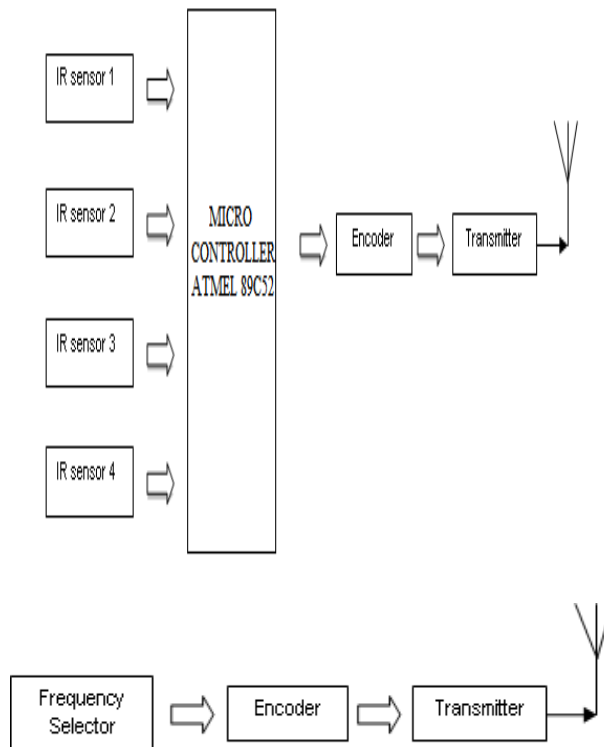 IR sensor 1
IR sensor 2
IR sensor 3
IR sensor 4
MICRO
CONTROLLER
ATMEL 89C52
Encoder
Transmitter
Frequency
Selector
Encoder
Transmitter